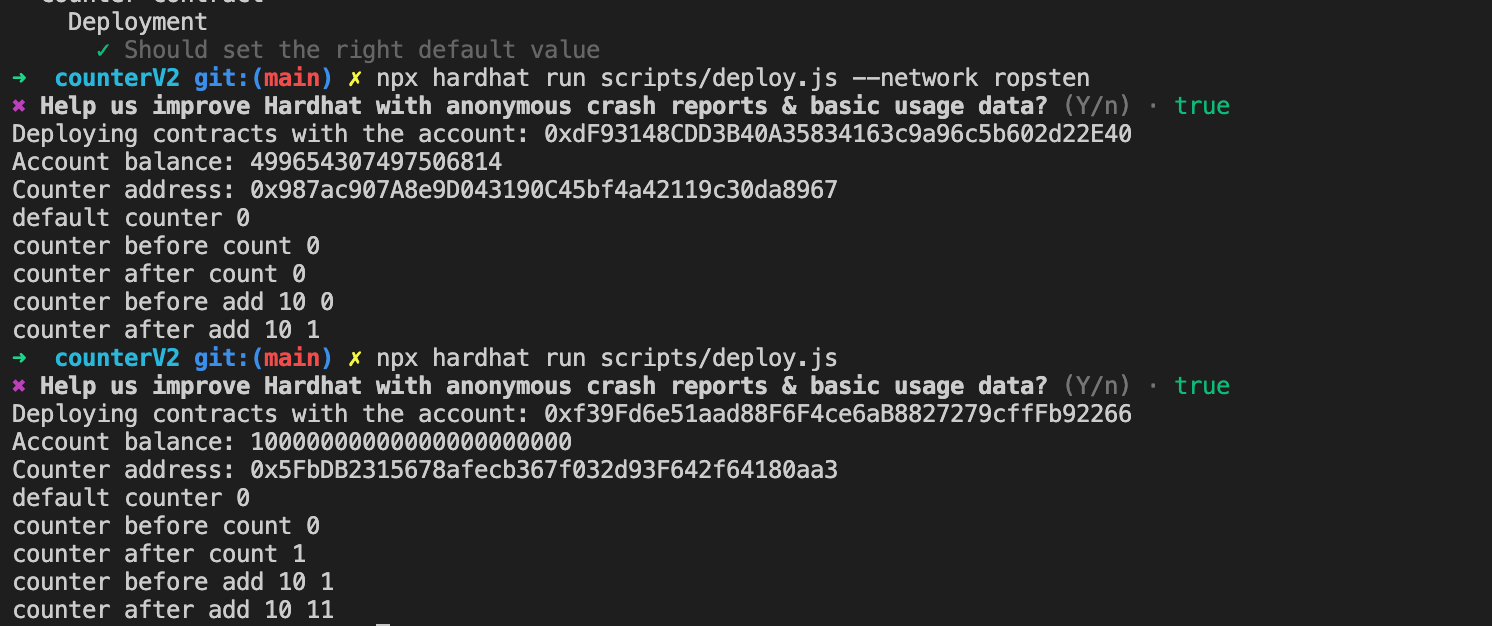 counter contract
Deployment
✓ Should set the right default value
➜ counterV2 git:(main) ✗ npx hardhat run scripts/deploy.js --network ropsten
✖ Help us improve Hardhat with anonymous crash reports & basic usage data? (Y/n) · true
Deploying contracts with the account: 0xdF93148CDD3B40A35834163c9a96c5b602d22E40
Account balance: 499654307497506814
Counter address: 0x987ac907A8e9D043190C45bf4a42119c30da8967
default counter 0
counter before count 0
counter after count 0
counter before add 10 0
counter after add 10 1
➜ counterV2 git:(main) ✗ npx hardhat run scripts/deploy.js
✖ Help us improve Hardhat with anonymous crash reports & basic usage data? (Y/n) · true
Deploying contracts with the account: 0xf39Fd6e51aad88F6F4ce6aB8827279cffFb92266
Account balance: 10000000000000000000000
Counter address: 0x5FbDB2315678afecb367f032d93F642f64180aa3
default counter 0
counter before count 0
counter after count 1
counter before add 10 1
counter after add 10 11